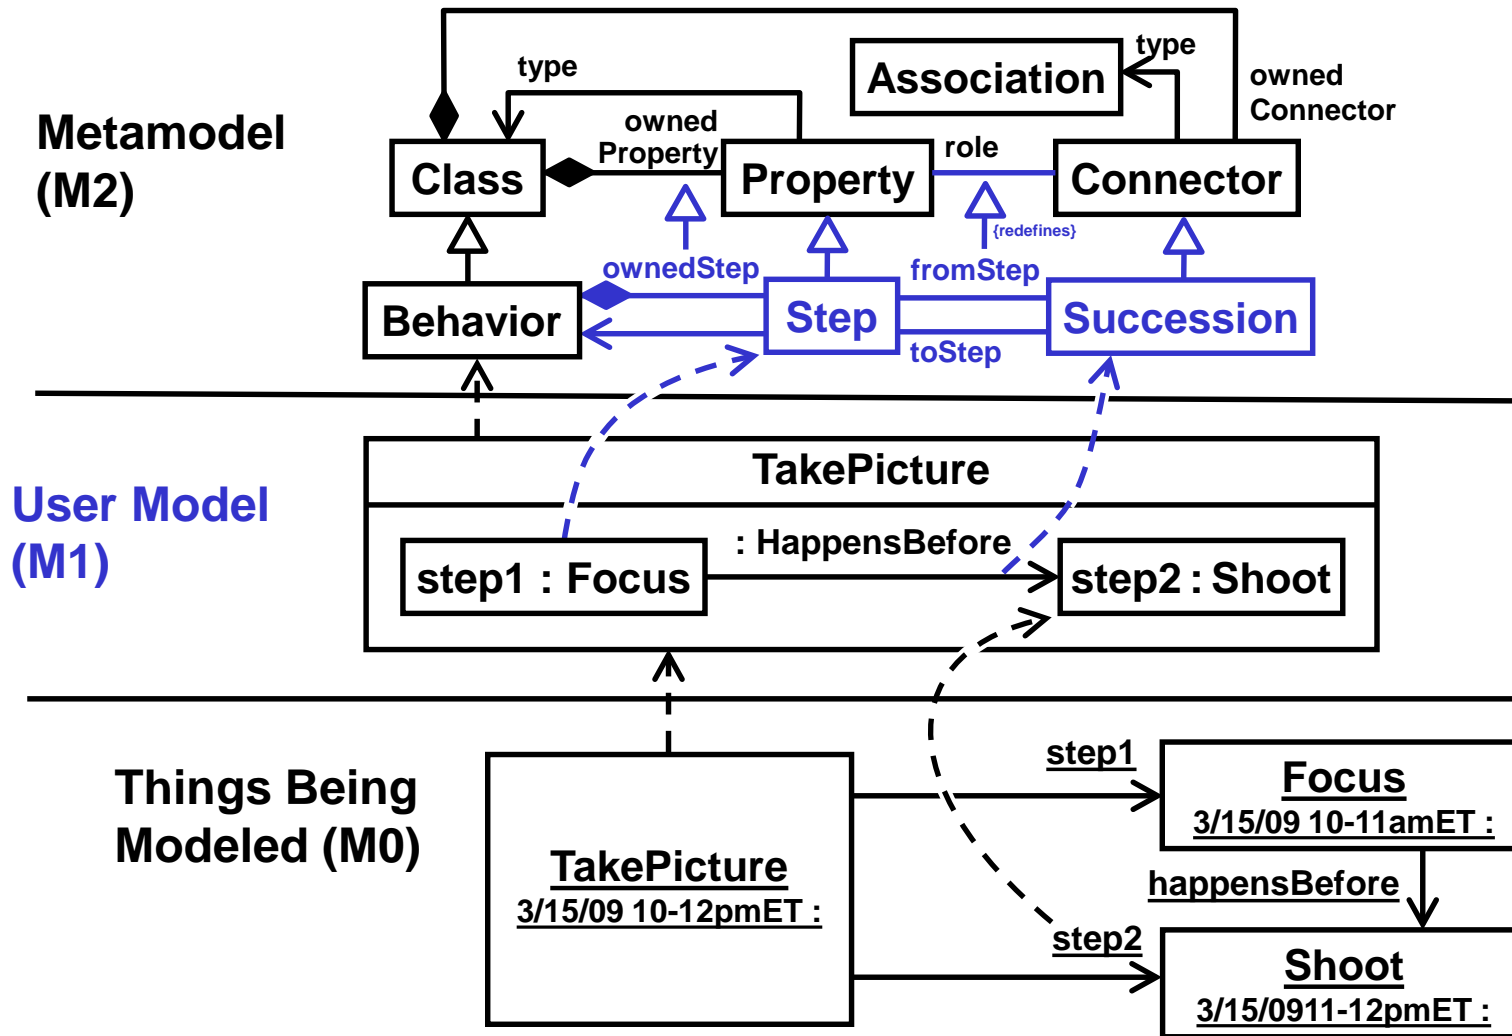 type
Association
type
owned
Connector
Metamodel
(M2)
owned
Property
Class
Property
role
Connector
{redefines}
ownedStep
fromStep
Behavior
Step
Succession
toStep
User Model
(M1)
TakePicture
: HappensBefore
step1 : Focus
step2 : Shoot
Things Being
Modeled (M0)
step1
Focus
3/15/09 10-11amET :
TakePicture
3/15/09 10-12pmET :
happensBefore
step2
Shoot
3/15/0911-12pmET :